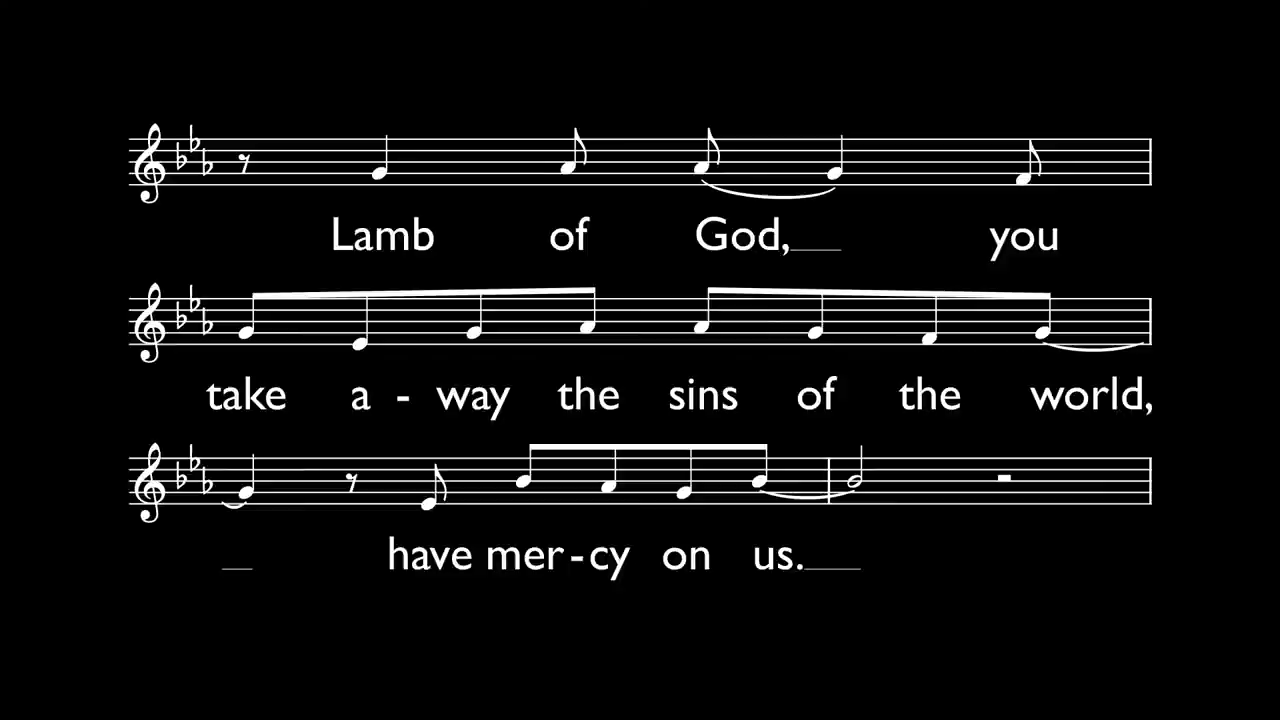 Lamb of God, you
take a - way the sins of the world,
have mer - cy on us.